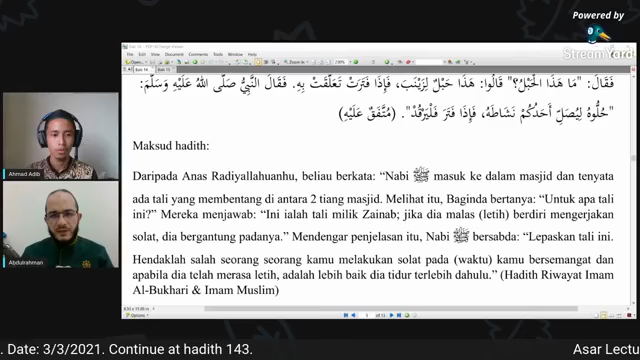 Powered by
StreamYard
فَقَالَ: "مَا هَذَا الْحَبْلُ؟" قَالُوا: هَذَا حَبْلٌ لِزَيْنَبَ، فَإِذَا فَتَرَتْ تَعَلَّقَتْ بِهِ. فَقَالَ النَّبِيُّ صَلَّى اللهُ عَلَيْهِ وَسَلَّمَ:
"حُلُّوهُ لِيُصَلِّ أَحَدُكُمْ نَشَاطَهُ، فَإِذَا فَتَرَ فَلْيَرْقُدْ". (مُتَّفَقٌ عَلَيْهِ)
Maksud hadith:
Daripada Anas Radiyallahuanhu, beliau berkata: “Nabi ﷺ masuk ke dalam masjid dan ternyata
ada tali yang membentang di antara 2 tiang masjid. Melihat itu, Baginda bertanya: “Untuk apa tali
ini?” Mereka menjawab: “Ini ialah tali milik Zainab; jika dia malas (letih) berdiri mengerjakan
solat, dia bergantung padanya.” Mendengar penjelasan itu, Nabi ﷺ bersabda: “Lepaskan tali ini.
Hendaklah salah seorang seorang kamu melakukan solat pada (waktu) kamu bersemangat dan
apabila dia telah merasa letih, adalah lebih baik dia tidur terlebih dahulu.” (Hadith Riwayat Imam
Al-Bukhari & Imam Muslim)
Ahmad Adib
Abdulrahman
. Date: 3/3/2021. Continue at hadith 143.
Asar Lectu